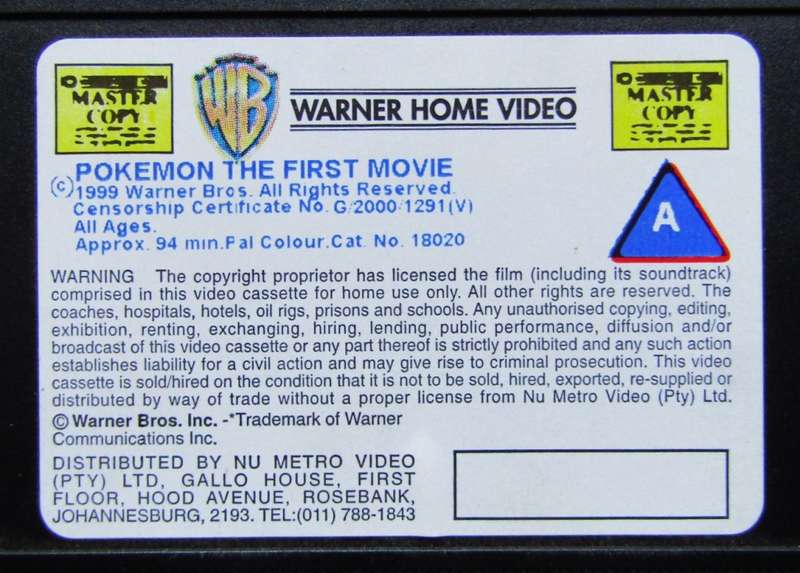 MASTER
COPY
WB
WARNER HOME VIDEO
MASTER
COPY
POKEMON THE FIRST MOVIE
(c) 1999 Warner Bros. All Rights Reserved.
Censorship Certificate No. G/2000/1291(V)
All Ages.
Approx. 94 min.Pal Colour.Cat. No. 18020
A
WARNING The copyright proprietor has licensed the film (including its soundtrack)
comprised in this video cassette for home use only. All other rights are reserved. The
coaches, hospitals, hotels, oil rigs, prisons and schools. Any unauthorised copying, editing,
exhibition, renting, exchanging, hiring, lending, public performance, diffusion and/or
broadcast of this video cassette or any part thereof is strictly prohibited and any such action
establishes liability for a civil action and may give rise to criminal prosecution. This video
cassette is sold/hired on the condition that it is not to be sold, hired, exported, re-supplied or
distributed by way of trade without a proper license from Nu Metro Video (Pty) Ltd.
© Warner Bros. Inc. -*Trademark of Warner
Communications Inc.
DISTRIBUTED BY NU METRO VIDEO
(PTY) LTD, GALLO HOUSE, FIRST
FLOOR, HOOD AVENUE, ROSEBANK,
JOHANNESBURG, 2193. TEL:(011) 788-1843